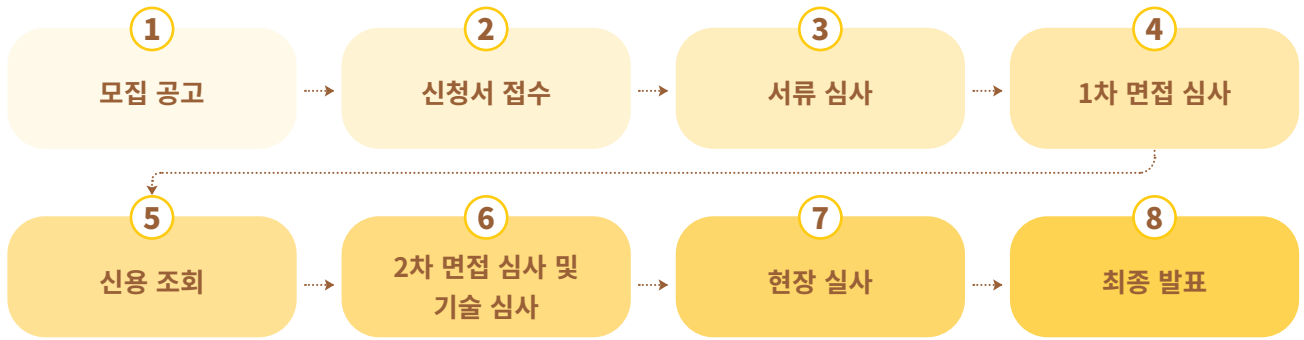 1
모집 공고
2
신청서 접수
3
서류 심사
4
1차 면접 심사
5
신용 조회
6
2차 면접 심사 및
기술 심사
7
현장 실사
8
최종 발표